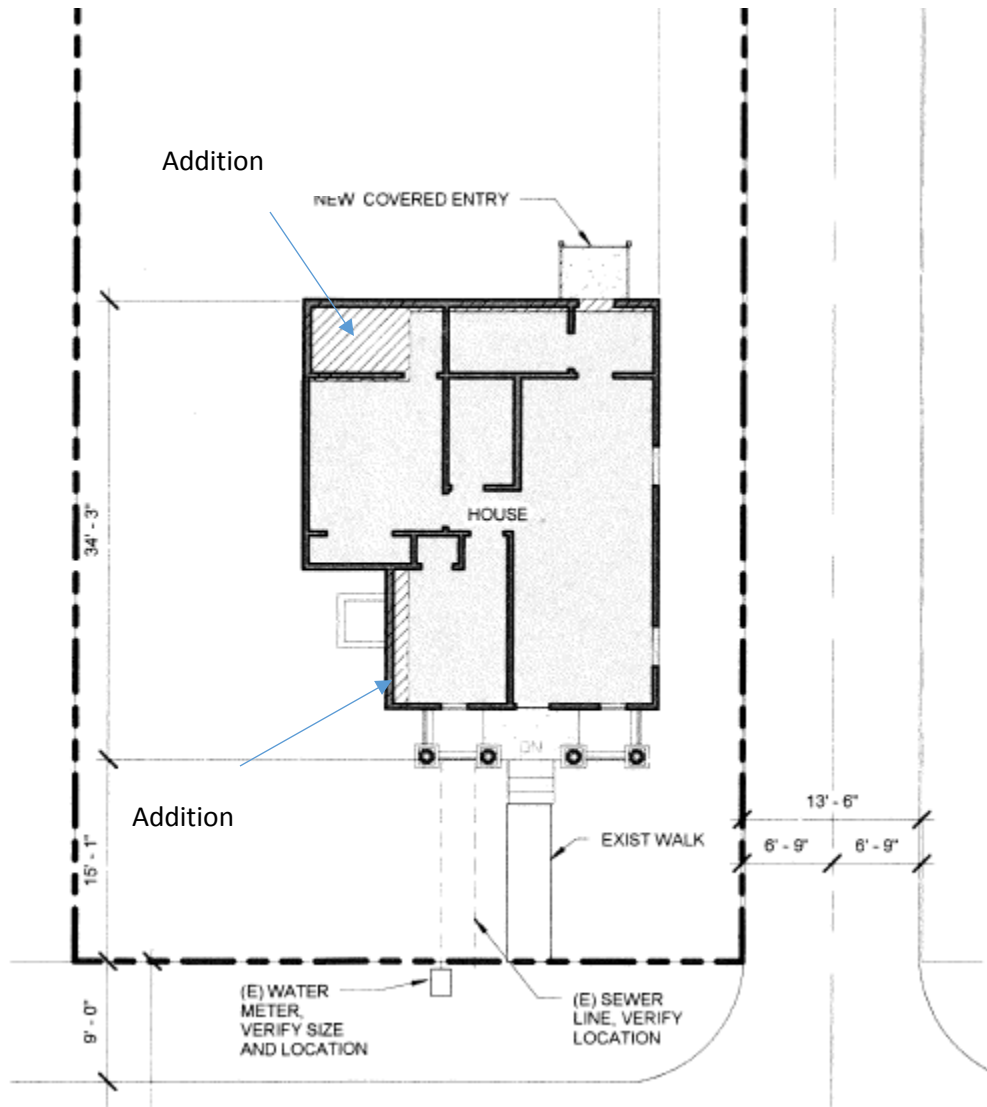 Addition
NEW COVERED ENTRY
34' - 3"
HOUSE
DN
13' - 6"
Addition
6' - 9"
6' - 9"
EXIST WALK
15' - 1"
(E) WATER
METER,
VERIFY SIZE
AND LOCATION
(E) SEWER
LINE, VERIFY
LOCATION
9' - 0"